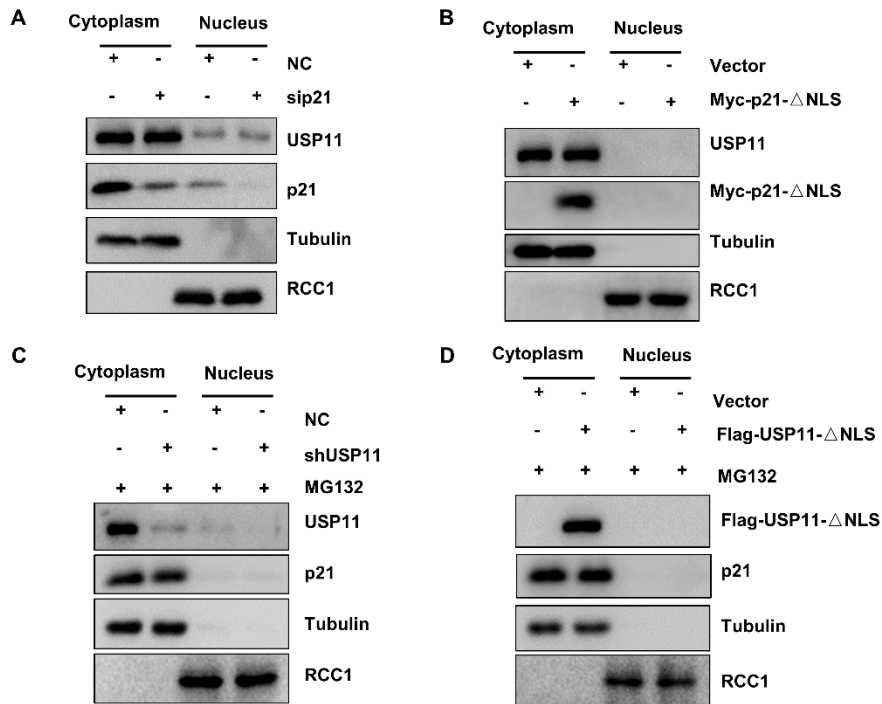 A
Cytoplasm Nucleus
+ - + - NC
- + - + sip21
USP11
p21
Tubulin
RCC1
B
Cytoplasm Nucleus
+ - + - Vector
- + - + Myc-p21-△NLS
USP11
Myc-p21-△NLS
Tubulin
RCC1
C
Cytoplasm Nucleus
+ - + - NC
- + - + shUSP11
+ + + + MG132
USP11
p21
Tubulin
RCC1
D
Cytoplasm Nucleus
+ - + - Vector
- + - + Flag-USP11-△NLS
+ + + + MG132
Flag-USP11-△NLS
p21
Tubulin
RCC1